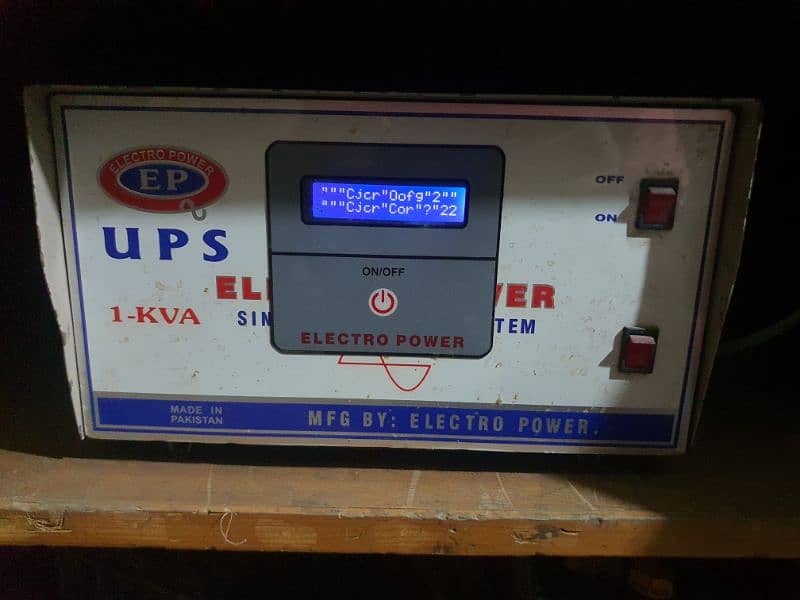 ELECTRO POWER
EP
UPS
1-KVA
"""Cjcr"Oofg"2""
"""Cjcr"Cor"?"22
ON/OFF
ELECTRO POWER
OFF
ON
MADE IN
PAKISTAN
MFG BY: ELECTRO POWER.